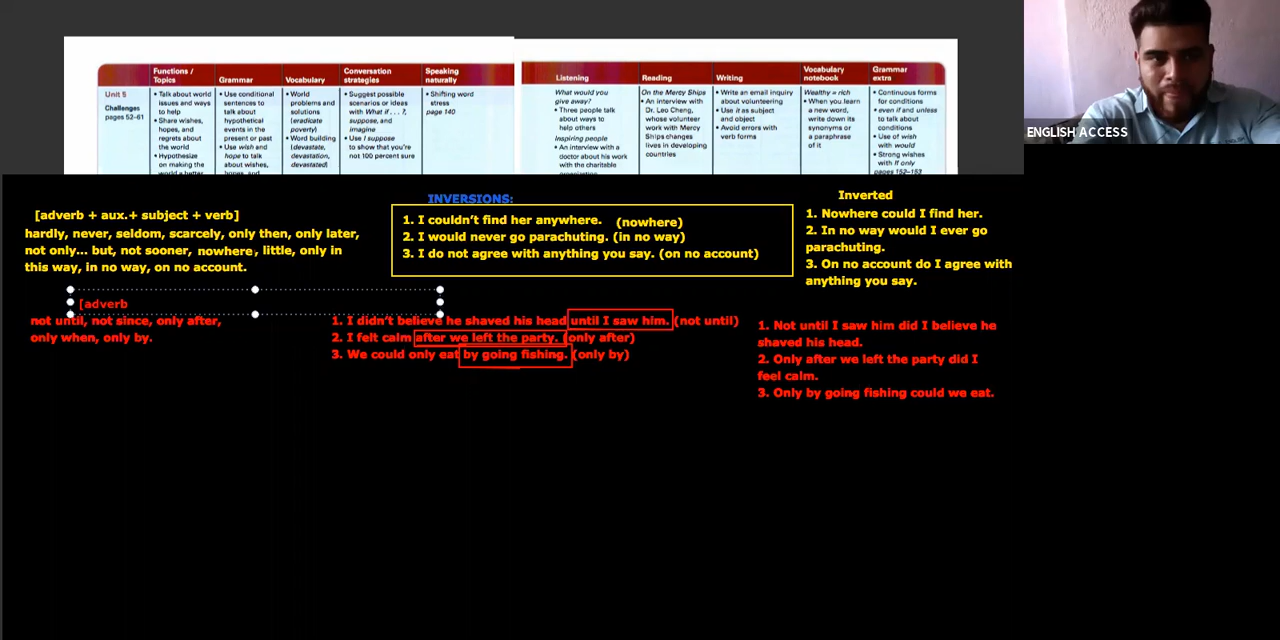 Functions /
Topics
Grammar
Vocabulary
Conversation
strategies
Speaking
naturally
Listening
Reading
Writing
Vocabulary
notebook
Grammar
extra
Unit 5
Challenges
pages 52–61
• Talk about world
issues and ways
to help
• Share wishes,
hopes, and
regrets about
the world
• Hypothesize
on making the
world a better
• Use conditional
sentences to
talk about
hypothetical
events in the
present or past
• Use wish and
hope to talk
about wishes,
hopes, and
• World
problems and
solutions
(eradicate
poverty)
• Word building
(devastate,
devastation,
devastated)
• Suggest possible
scenarios or ideas
with What if . . . ?,
suppose, and
imagine
• Use I suppose
to show that you're
not 100 percent sure
• Shifting word
stress
page 140
What would you
give away?
• Three people talk
about ways to
help others
Inspiring people
• An interview with a
doctor about his work
with the charitable
organization
On the Mercy Ships
• An interview with
Dr. Leo Cheng,
whose volunteer
work with Mercy
Ships changes
lives in developing
countries
• Write an email inquiry
about volunteering
• Use it as subject
and object
• Avoid errors with
verb forms
Wealthy = rich
• When you learn
a new word,
write down its
synonyms or
a paraphrase
of it
• Continuous forms
for conditions
• even if and unless
to talk about
conditions
• Use of wish
with would
• Strong wishes
with If only
pages 152–153
ENGLISH ACCESS
[adverb + aux.+ subject + verb]
hardly, never, seldom, scarcely, only then, only later,
not only... but, not sooner, nowhere, little, only in
this way, in no way, on no account.
INVERSIONS:
1. I couldn't find her anywhere. (nowhere)
2. I would never go parachuting. (in no way)
3. I do not agree with anything you say. (on no account)
Inverted
1. Nowhere could I find her.
2. In no way would I ever go
parachuting.
3. On no account do I agree with
anything you say.
[adverb
not until, not since, only after,
only when, only by.
1. I didn't believe he shaved his head until I saw him. (not until)
2. I felt calm after we left the party. (only after)
3. We could only eat by going fishing. (only by)
1. Not until I saw him did I believe he
shaved his head.
2. Only after we left the party did I
feel calm.
3. Only by going fishing could we eat.